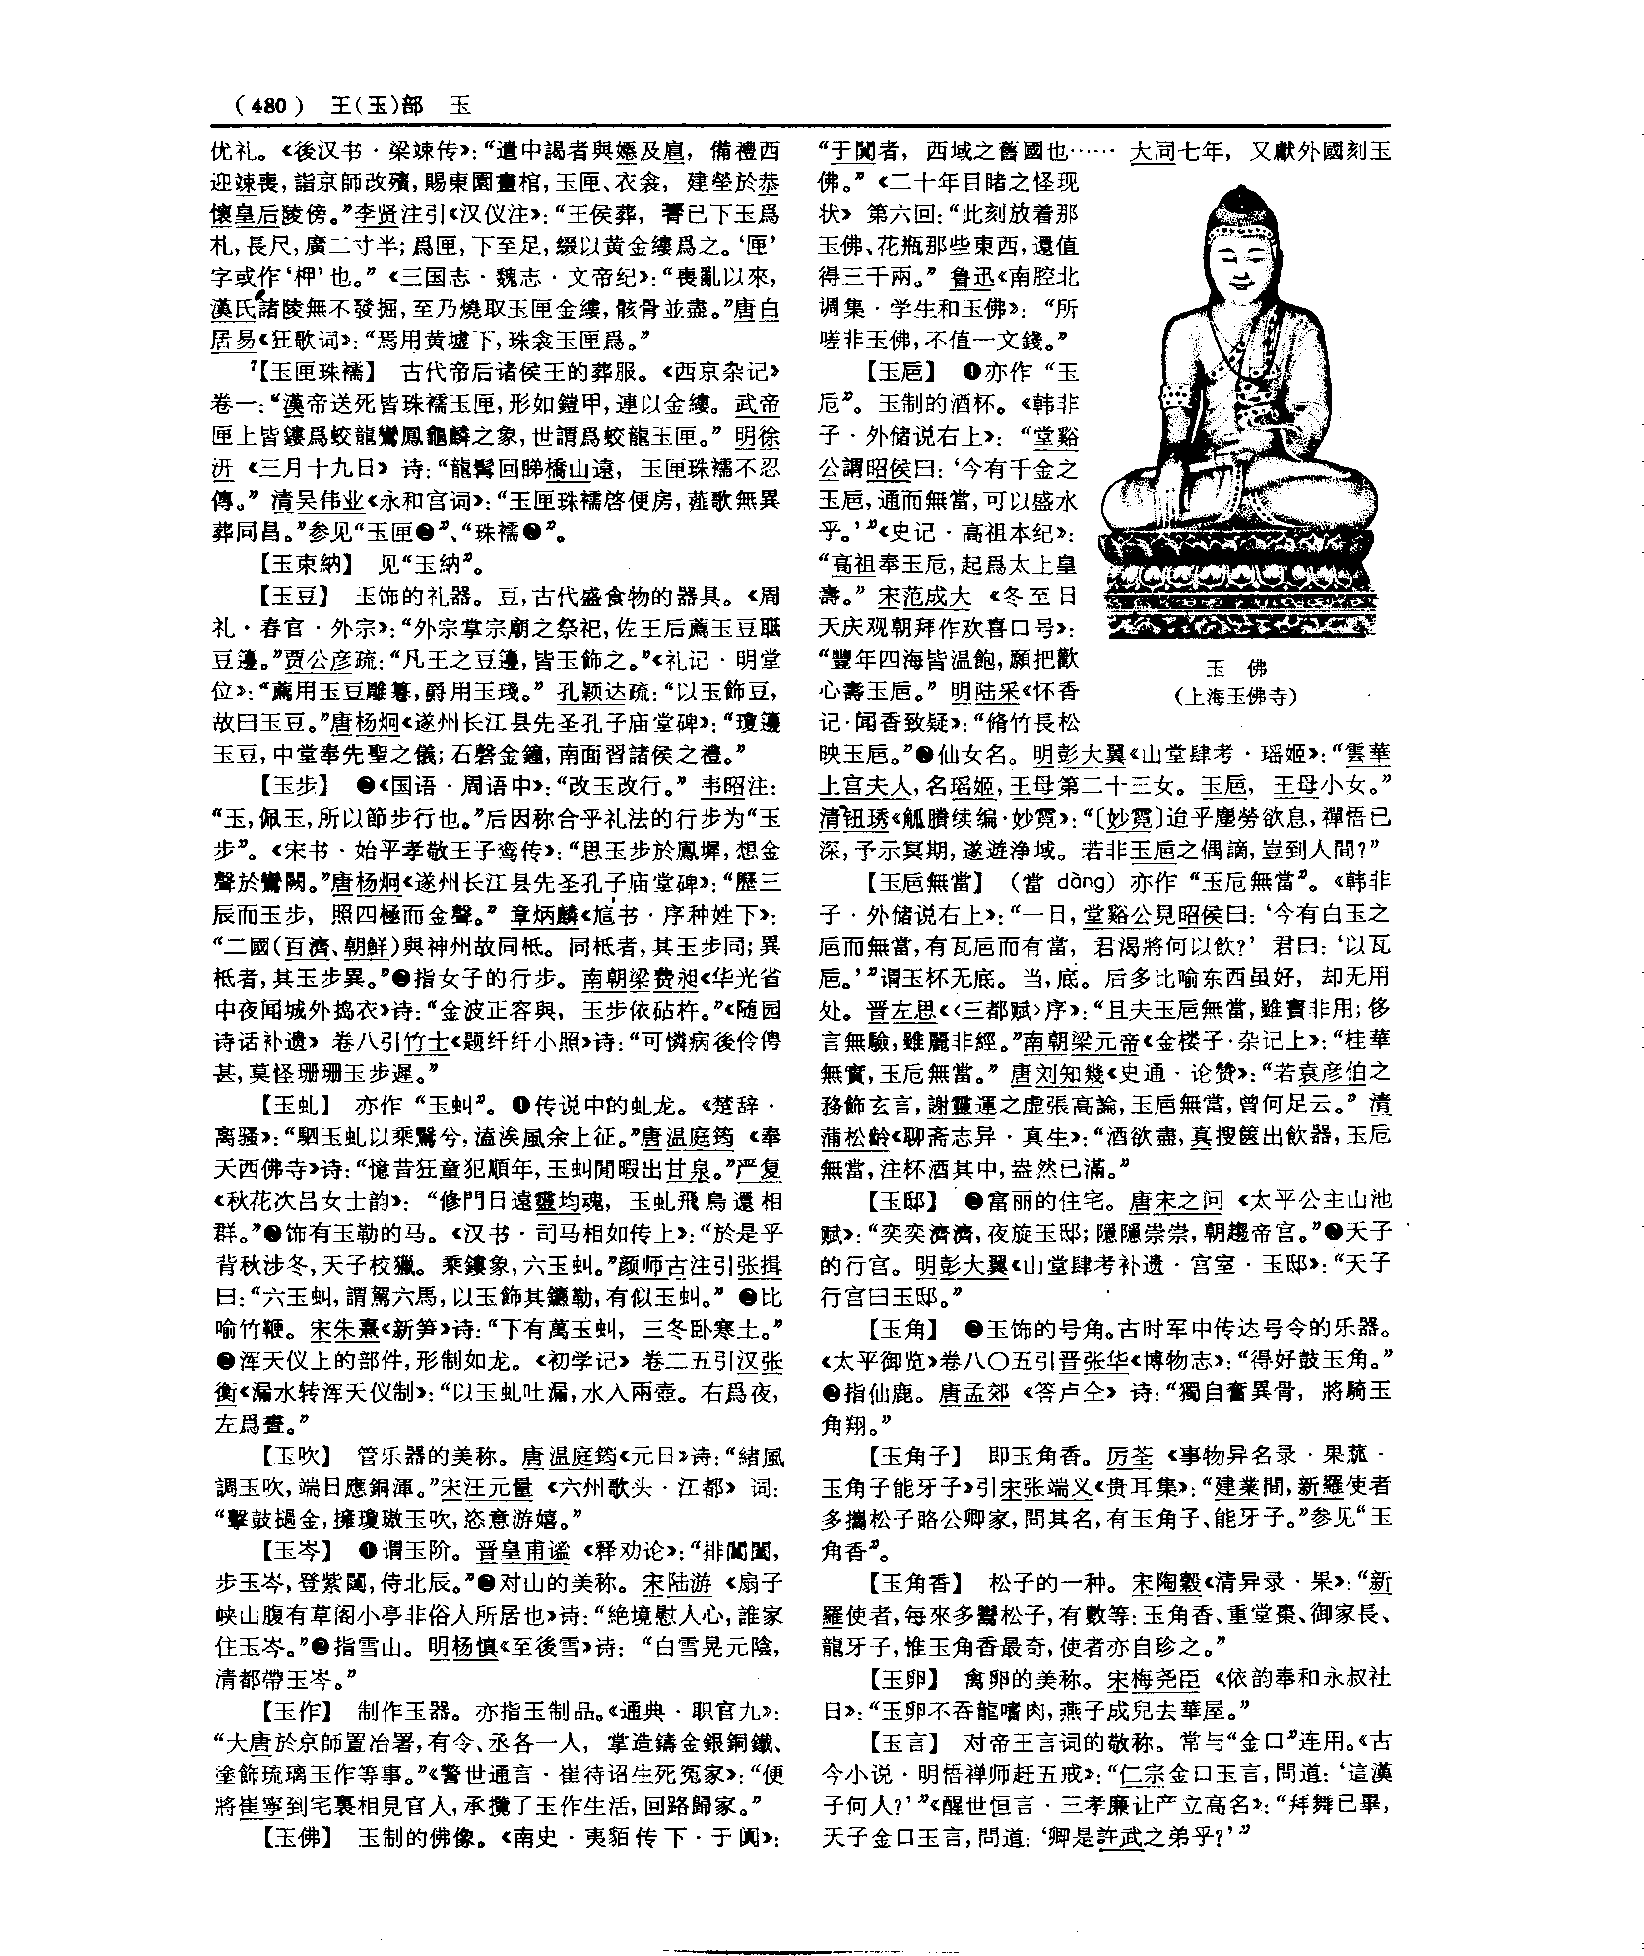 (480) 王(玉)部 玉
优礼。《後汉书·梁竦传》：“遣中謁者與嫕及扈，備禮西
迎竦喪，詣京師改殯，賜東園畫棺，玉匣、衣衾，建塋於恭
懷皇后陵傍。”李贤注引《汉仪注》：“王侯葬，腰已下玉爲
札，長尺，廣二寸半；爲匣，下至足，綴以黄金縷爲之。‘匣’
字或作‘柙’也。”《三国志·魏志·文帝纪》：“喪亂以來，
漢氏諸陵無不發掘，至乃燒取玉匣金縷，骸骨並盡。”唐白
居易《狂歌词》：“焉用黄墟下，珠衾玉匣爲。”
【玉匣珠襦】 古代帝后诸侯王的葬服。《西京杂记》
卷一：“漢帝送死皆珠襦玉匣，形如鎧甲，連以金縷。武帝
匣上皆鏤爲蛟龍鸞鳳龜麟之象，世謂爲蛟龍玉匣。”明徐
《三月十九日》诗：“龍髯回睇橋山遠，玉匣珠襦不忍
傳。”清吴伟业《永和宫词》：“玉匣珠襦啓便房，薤歌無異
葬同昌。”参见“玉匣❷”、“珠襦❷”。
【玉束納】 见“玉納”。
【玉豆】 玉饰的礼器。豆，古代盛食物的器具。《周
礼·春官·外宗》：“外宗掌宗廟之祭祀，佐王后薦玉豆眡
豆籩。”贾公彦疏：“凡王之豆籩，皆玉飾之。”《礼记·明堂
位》：“薦用玉豆雕篹，爵用玉琖。”孔颖达疏：“以玉飾豆，
故曰玉豆。”唐杨炯《遂州长江县先圣孔子庙堂碑》：“瓊籩
玉豆，中堂奉先聖之儀；石磬金鐘，南面習諸侯之禮。”
【玉步】 ❶《国语·周语中》：“改玉改行。”韦昭注：
“玉，佩玉，所以節步行也。”后因称合乎礼法的行步为“玉
步”。《宋书·始平孝敬王子鸾传》：“思玉步於鳳墀，想金
聲於鸞闕。”唐杨炯《遂州长江县先圣孔子庙堂碑》：“歷三
辰而玉步，照四極而金聲。”章炳麟《訄书·序种姓下》：
“二國(百濟、朝鮮)與神州故同柢。同柢者，其玉步同；異
柢者，其玉步異。”❷指女子的行步。南朝梁费昶《华光省
中夜闻城外捣衣》诗：“金波正容與，玉步依砧杵。”《随园
诗话补遗》卷八引竹士《题纤纤小照》诗：“可憐病後伶俜
甚，莫怪珊珊玉步遲。”
【玉虬】 亦作“玉虯”。❶传说中的虬龙。《楚辞·
离骚》：“駟玉虬以乘鷖兮，溘埃風余上征。”唐温庭筠《奉
天西佛寺》诗：“憶昔狂童犯順年，玉虯閒暇出甘泉。”严复
《秋花次吕女士韵》：“修門日遠靈均魂，玉虬飛鳥還相
群。”❷饰有玉勒的马。《汉书·司马相如传上》：“於是乎
背秋涉冬，天子校獵。乘鏤象，六玉虯。”颜师古注引张揖
曰：“六玉虯，謂駕六馬，以玉飾其鑣勒，有似玉虯。”❸比
喻竹鞭。宋朱熹《新笋》诗：“下有萬玉虯，三冬卧寒土。”
❹浑天仪上的部件，形制如龙。《初学记》卷二五引汉张
衡《漏水转浑天仪制》：“以玉虬吐漏，水入兩壺。右爲夜，
左爲晝。”
【玉吹】 管乐器的美称。唐温庭筠《元日》诗：“緒風
調玉吹，端日應銅渾。”宋汪元量《六州歌头·江都》词：
“擊鼓撾金，擁瓊璈玉吹，恣意游嬉。”
【玉岑】 ❶谓玉阶。晋皇甫谧《释劝论》：“排閶闔，
步玉岑，登紫闥，侍北辰。”❷对山的美称。宋陆游《扇子
峡山腹有草阁小亭非俗人所居也》诗：“絶境慰人心，誰家
住玉岑。”❸指雪山。明杨慎《至後雪》诗：“白雪晃元陰，
清都帶玉岑。”
【玉作】 制作玉器。亦指玉制品。《通典·职官九》：
“大唐於京師置冶署，有令、丞各一人，掌造鑄金銀銅鐵、
塗飾琉璃玉作等事。”《警世通言·崔待诏生死冤家》：“便
將崔寧到宅裏相見官人，承攬了玉作生活，回路歸家。”
【玉佛】 玉制的佛像。《南史·夷貊传下·于阗》：
“于闐者，西域之舊國也……大同七年，又獻外國刻玉
佛。”《二十年目睹之怪现
状》第六回：“此刻放着那
玉佛、花瓶那些東西，還值
得三千兩。”鲁迅《南腔北
调集·学生和玉佛》：“所
嗟非玉佛，不值一文錢。”
【玉巵】 ❶亦作“玉
卮”。玉制的酒杯。《韩非
子·外储说右上》：“堂谿
公謂昭侯曰：‘今有千金之
玉巵，通而無當，可以盛水
乎。’”《史记·高祖本纪》：
“高祖奉玉卮，起爲太上皇
壽。”宋范成大《冬至日
天庆观朝拜作欢喜口号》：
“豐年四海皆温飽，願把歡
心壽玉巵。”明陆采《怀香
记·闻香致疑》：“脩竹長松
映玉巵。”❷仙女名。明彭大翼《山堂肆考·瑶姬》：“雲華
上宫夫人，名瑶姬，王母第二十三女。玉巵，王母小女。”
清钮琇《觚賸续编·妙霓》：“〔妙霓〕迨乎塵勞欲息，禪悟已
深，予示冥期，遂遊净域。若非玉巵之偶謫，豈到人間？”
【玉巵無當】 (當 dàng)亦作“玉卮無當”。《韩非
子·外储说右上》：“一日，堂谿公見昭侯曰：‘今有白玉之
巵而無當，有瓦巵而有當，君渴將何以飲？’君曰：‘以瓦
巵。’”谓玉杯无底。当，底。后多比喻东西虽好，却无用
处。晋左思《〈三都赋〉序》：“且夫玉巵無當，雖寶非用；侈
言無驗，雖麗非經。”南朝梁元帝《金楼子·杂记上》：“桂華
無實，玉卮無當。”唐刘知幾《史通·论赞》：“若袁彦伯之
務飾玄言，謝靈運之虚張高論，玉巵無當，曾何足云。”清
蒲松龄《聊斋志异·真生》：“酒欲盡，真搜篋出飲器，玉卮
無當，注杯酒其中，盎然已滿。”
【玉邸】 ❶富丽的住宅。唐宋之问《太平公主山池
赋》：“奕奕濟濟，夜旋玉邸；隱隱崇崇，朝趨帝宫。”❷天子
的行宫。明彭大翼《山堂肆考补遗·宫室·玉邸》：“天子
行宫曰玉邸。”
【玉角】 ❶玉饰的号角。古时军中传达号令的乐器。
《太平御览》卷八〇五引晋张华《博物志》：“得好鼓玉角。”
❷指仙鹿。唐孟郊《答卢仝》诗：“獨自奮異骨，將騎玉
角翔。”
【玉角子】 即玉角香。厉荃《事物异名录·果蓏·
玉角子能牙子》引宋张端义《贵耳集》：“建業間，新羅使者
多攜松子賂公卿家，問其名，有玉角子、能牙子。”参见“玉
角香”。
【玉角香】 松子的一种。宋陶穀《清异录·果》：“新
羅使者，每來多鬻松子，有數等：玉角香、重堂棗、御家長、
龍牙子，惟玉角香最奇，使者亦自珍之。”
【玉卵】 禽卵的美称。宋梅尧臣《依韵奉和永叔社
日》：“玉卵不吞龍嗜肉，燕子成兒去華屋。”
【玉言】 对帝王言词的敬称。常与“金口”连用。《古
今小说·明悟禅师赶五戒》：“仁宗金口玉言，問道：‘這漢
子何人？’”《醒世恒言·三孝廉让产立高名》：“拜舞已畢，
天子金口玉言，問道：‘卿是許武之弟乎？’”
玉 佛
(上海玉佛寺)